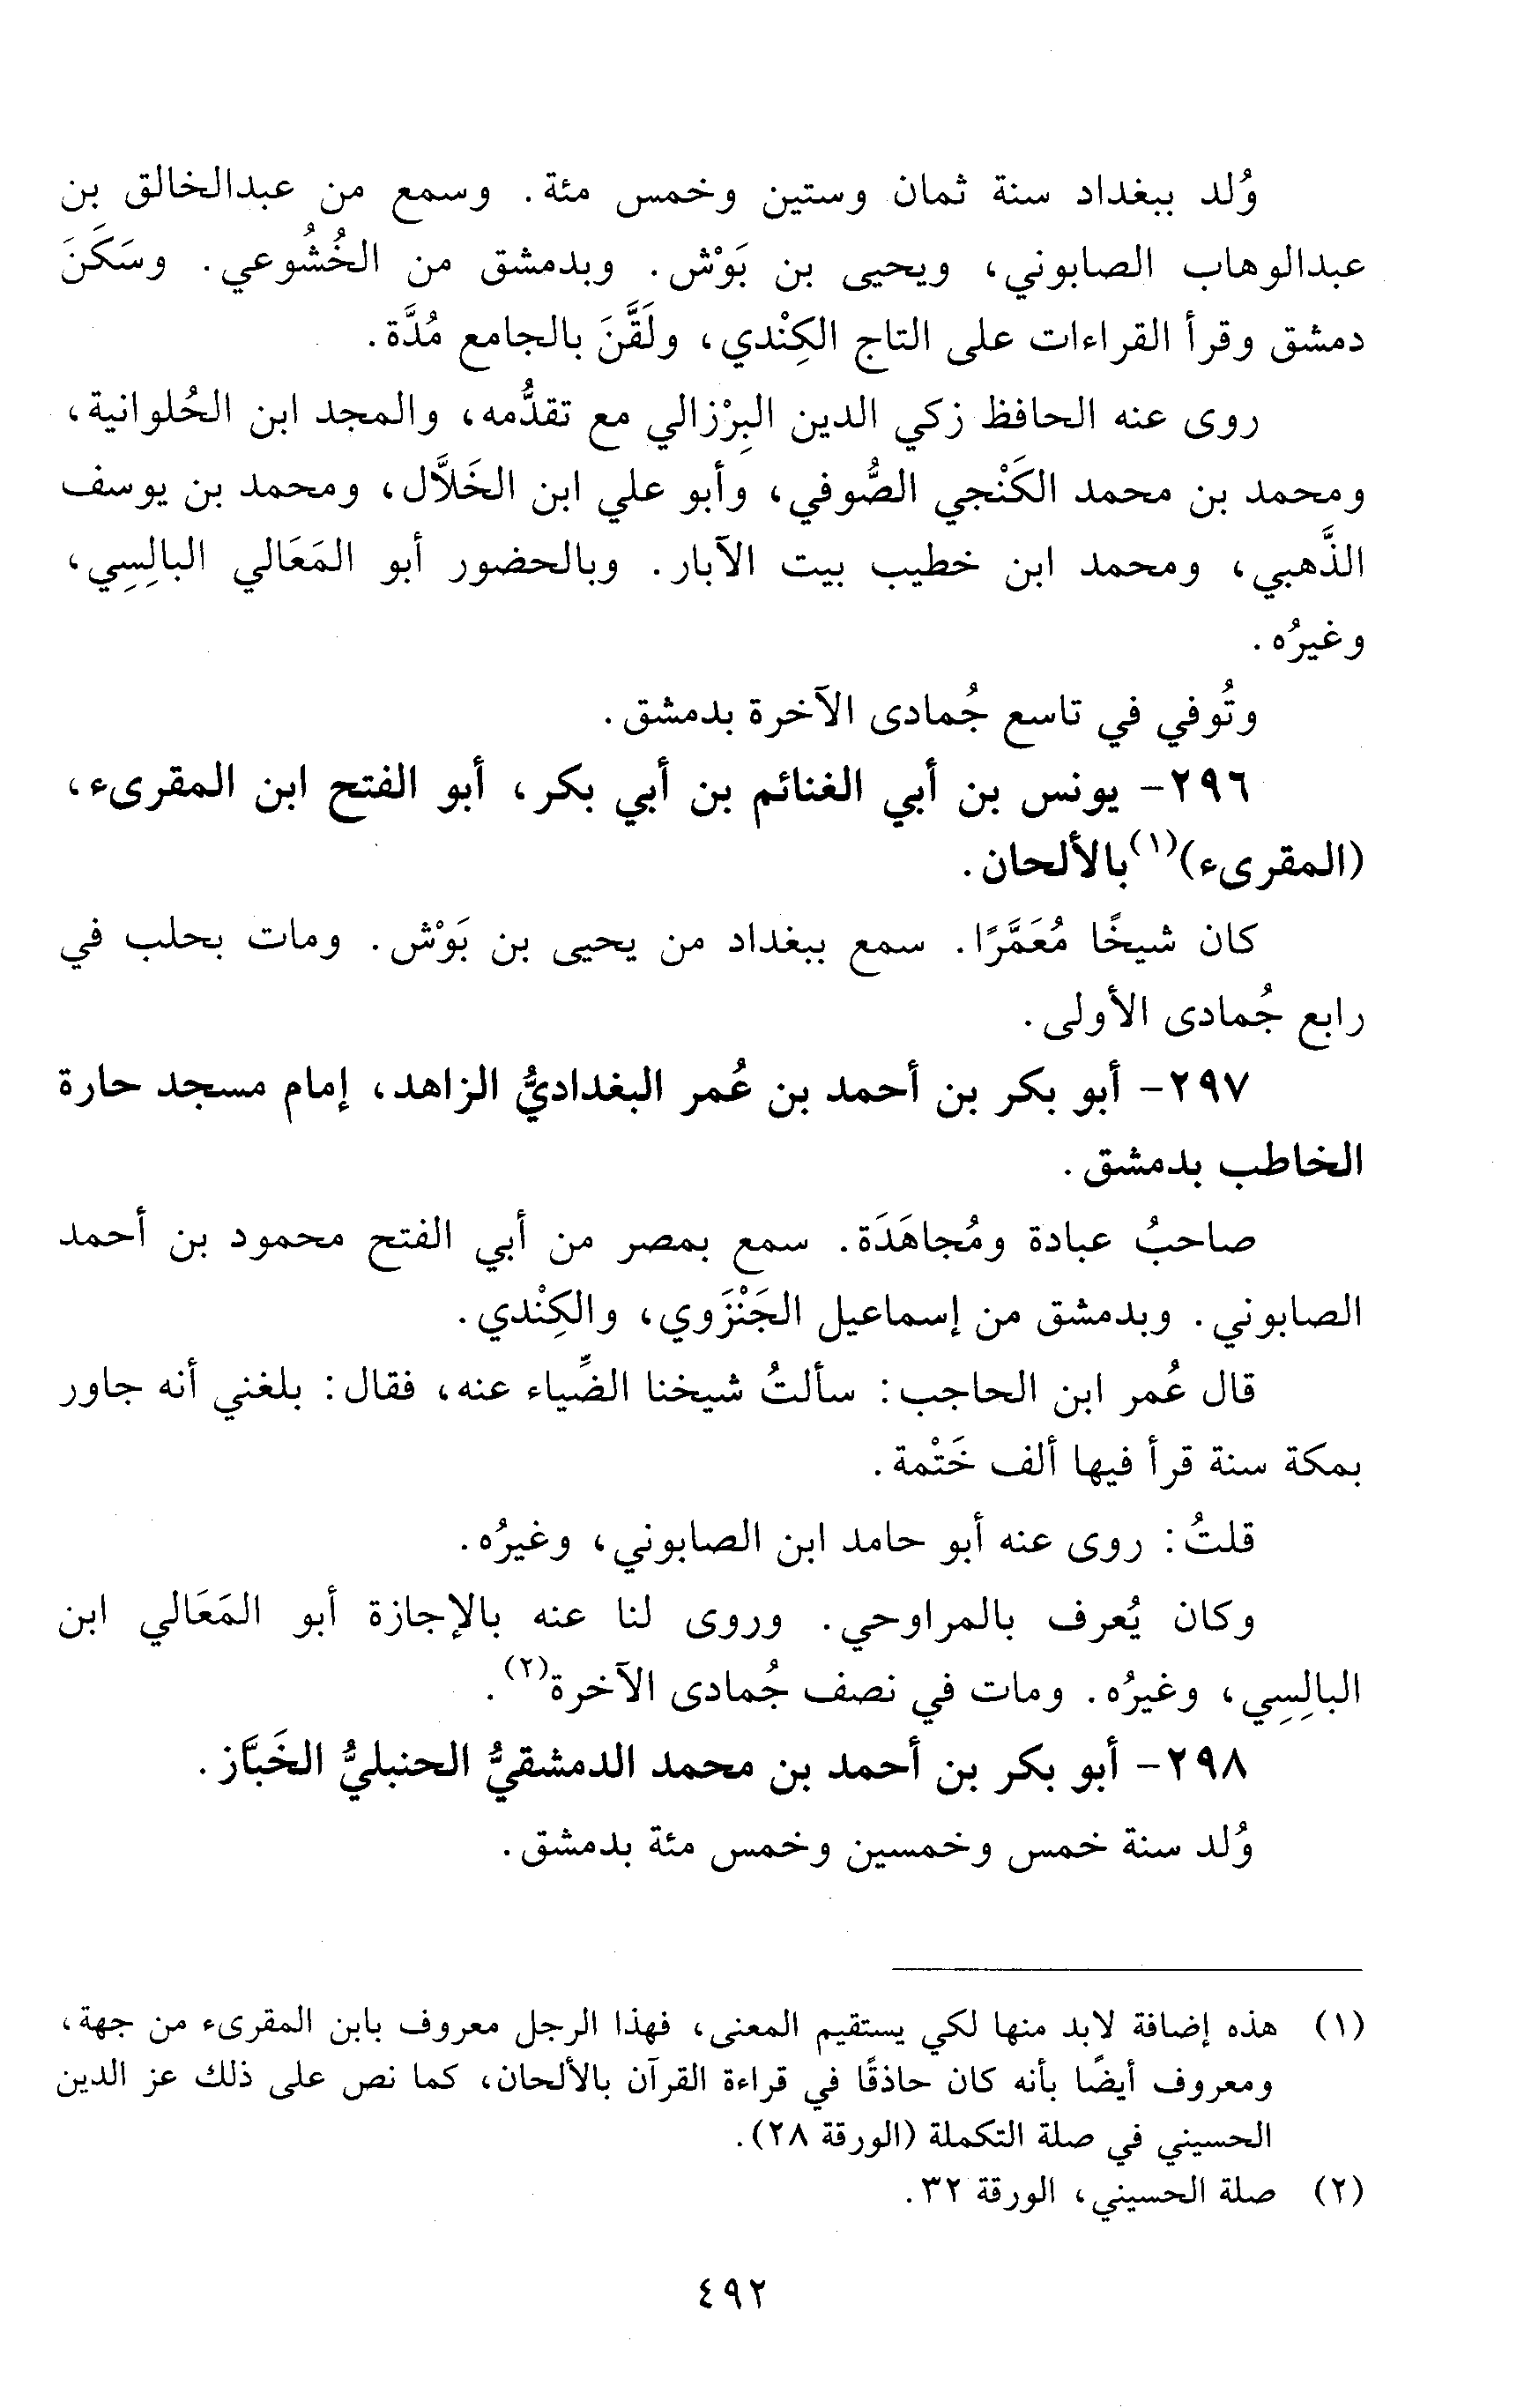 وُلد ببغداد سنة ثمان وستين وخمس مئة. وسمع من عبدالخالق بن
عبدالوهاب الصابوني، ويحيى بن بَوْش. وبدمشق من الخُشُوعي. وسَكَنَ
دمشق وقرأ القراءات على التاج الكِنْدي، ولَقَّنَ بالجامع مُدَّة.
روى عنه الحافظ زكي الدين البِرْزالي مع تقدُّمه، والمجد ابن الحُلوانية،
ومحمد بن محمد الكَنْجي الصُّوفي، وأبو علي ابن الخَلاَّل، ومحمد بن يوسف
الذَّهبي، ومحمد ابن خطيب بيت الآبار. وبالحضور أبو المَعَالي البالِسِي،
وغيرُه.
وتُوفي في تاسع جُمادى الآخرة بدمشق.
٢٩٦- يونس بن أبي الغنائم بن أبي بكر، أبو الفتح ابن المقرىء،
(المقرىء)(١) بالألحان.
كان شيخًا مُعَمَّرًا. سمع ببغداد من يحيى بن بَوْش. ومات بحلب في
رابع جُمادى الأولى.
٢٩٧- أبو بكر بن أحمد بن عُمر البغداديُّ الزاهد، إمام مسجد حارة
الخاطب بدمشق.
صاحبُ عبادة ومُجاهَدَة. سمع بمصر من أبي الفتح محمود بن أحمد
الصابوني. وبدمشق من إسماعيل الجَنْزَوي، والكِنْدي.
قال عُمر ابن الحاجب: سألتُ شيخنا الضِّياء عنه، فقال: بلغني أنه جاور
بمكة سنة قرأ فيها ألف خَتْمة.
قلتُ: روى عنه أبو حامد ابن الصابوني، وغيرُه.
وكان يُعرف بالمراوحي. وروى لنا عنه بالإجازة أبو المَعَالي ابن
البالِسِي، وغيرُه. ومات في نصف جُمادى الآخرة(٢).
٢٩٨- أبو بكر بن أحمد بن محمد الدمشقيُّ الحنبليُّ الخَبَّاز.
وُلد سنة خمس وخمسين وخمس مئة بدمشق.
(١) هذه إضافة لابد منها لكي يستقيم المعنى، فهذا الرجل معروف بابن المقرىء من جهة،
ومعروف أيضًا بأنه كان حاذقًا في قراءة القرآن بالألحان، كما نص على ذلك عز الدين
الحسيني في صلة التكملة (الورقة ٢٨).
(٢) صلة الحسيني، الورقة ٣٢.
٤٩٢